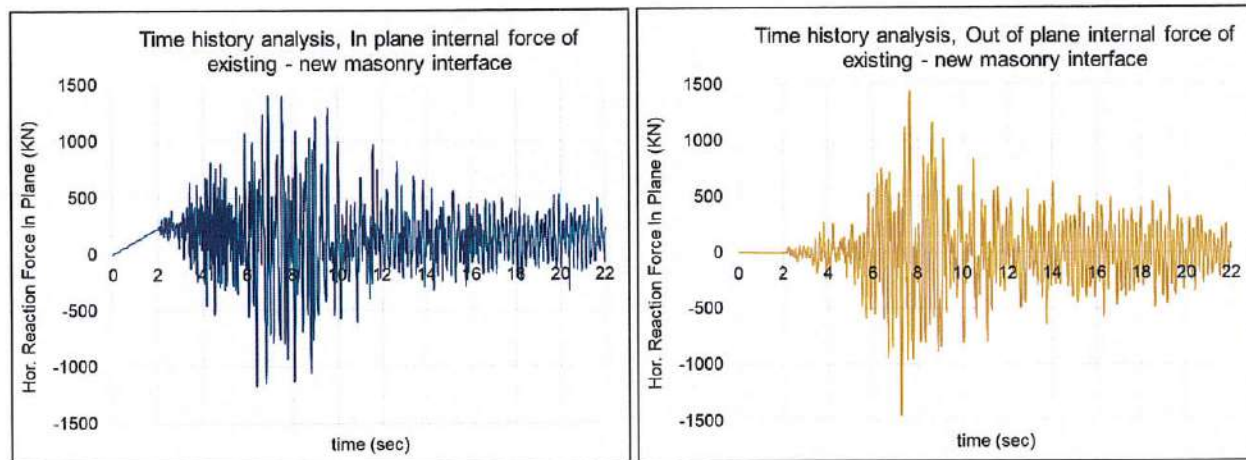 Time history analysis, In plane internal force of
existing - new masonry interface
Hor. Reaction Force In Plane (KN)
1500
1000
500
0
-500
-1000
-1500
0 2 4 6 8 10 12 14 16 18 20 22
time (sec)
Time history analysis, Out of plane internal force of
existing - new masonry interface
Hor. Reaction Force In Plane (KN)
1500
1000
500
0
-500
-1000
-1500
0 2 4 6 8 10 12 14 16 18 20 22
time (sec)